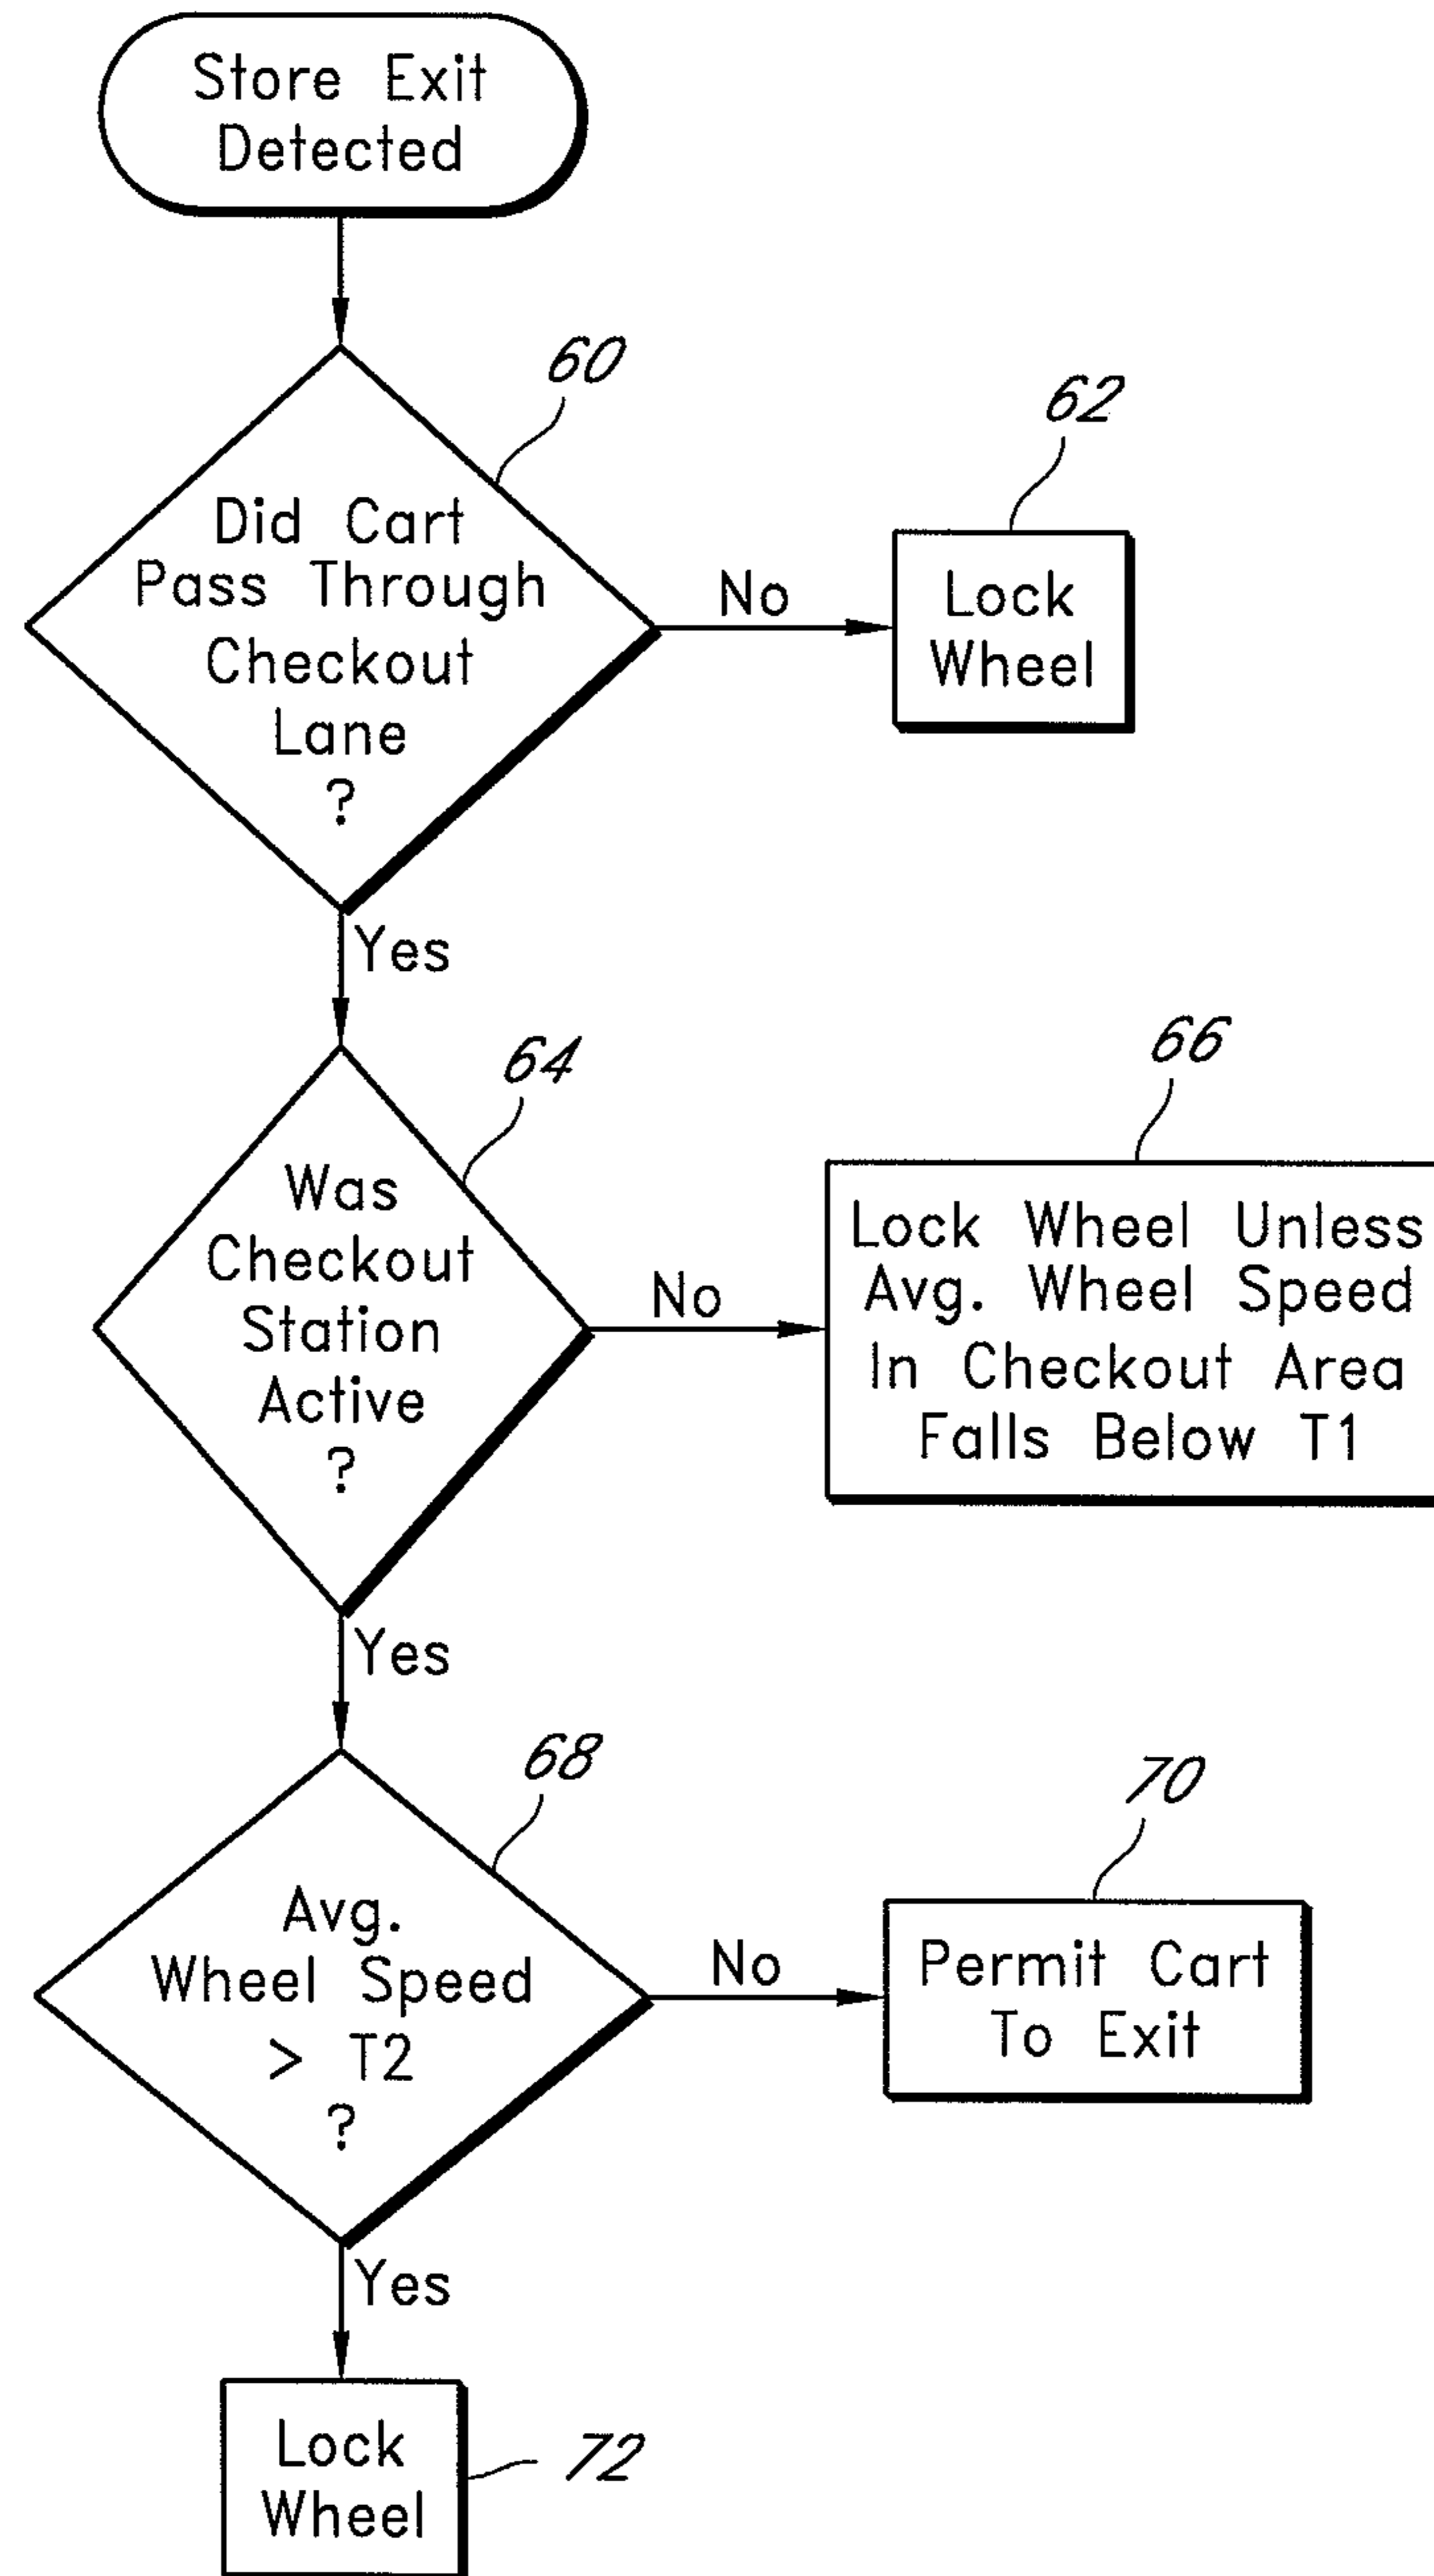 Store Exit
Detected
60
Did Cart
Pass Through
Checkout
Lane
?
No
62
Lock
Wheel
Yes
64
Was
Checkout
Station
Active
?
No
66
Lock Wheel Unless
Avg. Wheel Speed
In Checkout Area
Falls Below T1
Yes
68
Avg.
Wheel Speed
> T2
?
No
70
Permit Cart
To Exit
Yes
Lock
Wheel
72